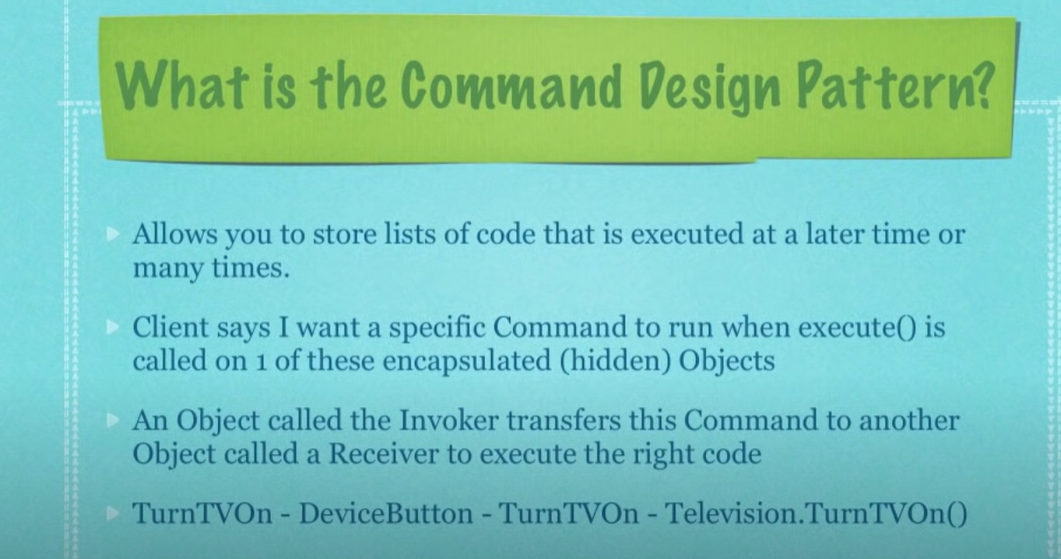 What is the Command Design Pattern?
Allows you to store lists of code that is executed at a later time or
many times.
Client says I want a specific Command to run when execute() is
called on 1 of these encapsulated (hidden) Objects
An Object called the Invoker transfers this Command to another
Object called a Receiver to execute the right code
TurnTVOn - DeviceButton - TurnTVOn - Television.TurnTVOn()